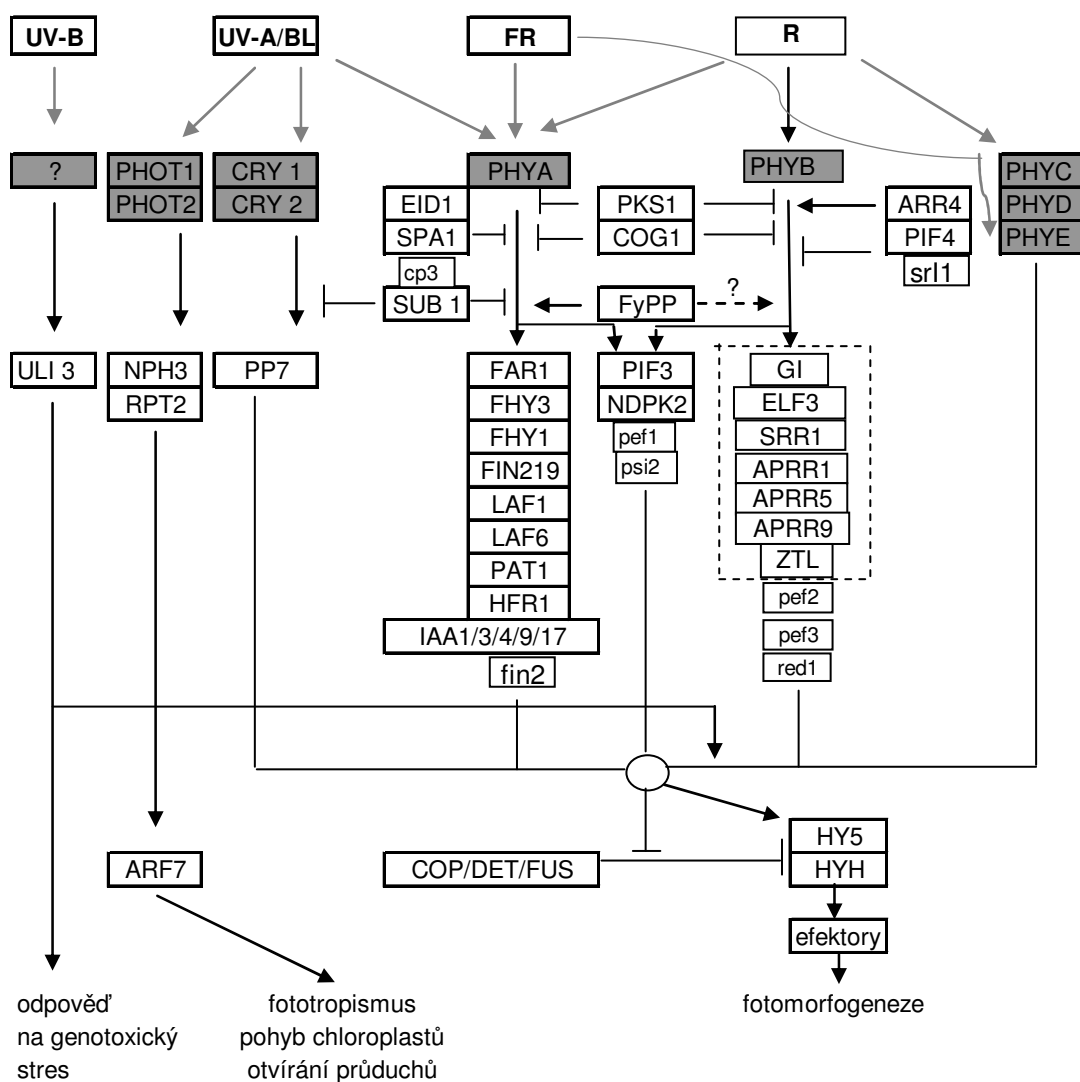 UV-B UV-A/BL FR R
? PHOT1 CRY 1 PHYA PHYB PHYC
PHOT2 CRY 2 EID1 PKS1 ARR4 PHYD
SPA1 COG1 PIF4 PHYE
cp3 srl1
SUB 1 FyPP ?
ULI 3 NPH3 PP7 FAR1 PIF3 GI
RPT2 FHY3 NDPK2 ELF3
FHY1 pef1 SRR1
FIN219 psi2 APRR1
LAF1 APRR5
LAF6 APRR9
PAT1 ZTL
HFR1 pef2
IAA1/3/4/9/17 pef3
fin2 red1
HY5
ARF7 COP/DET/FUS HYH
efektory
odpověď fototropismus fotomorfogeneze
na genotoxický pohyb chloroplastů
stres otvírání průduchů